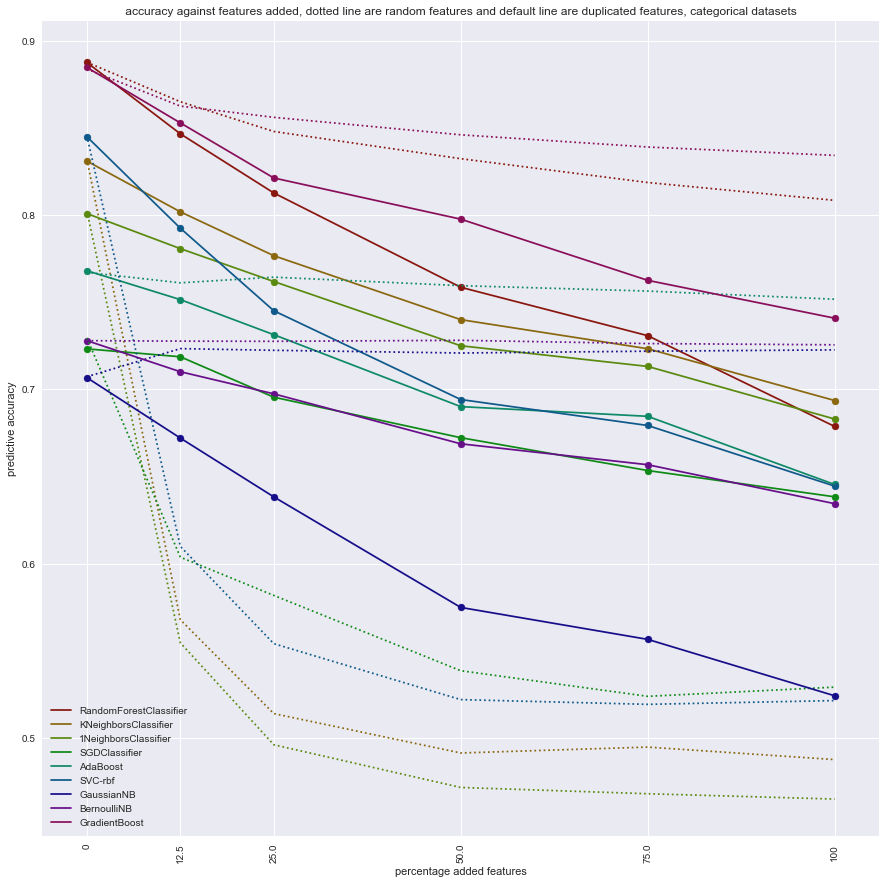 accuracy against features added, dotted line are random features and default line are duplicated features, categorical datasets
predictive accuracy
0.9
0.8
0.7
0.6
0.5
RandomForestClassifier
KNeighborsClassifier
1NeighborsClassifier
SGDClassifier
AdaBoost
SVC-rbf
GaussianNB
BernoulliNB
GradientBoost
0
12.5
25.0
50.0
75.0
100
percentage added features